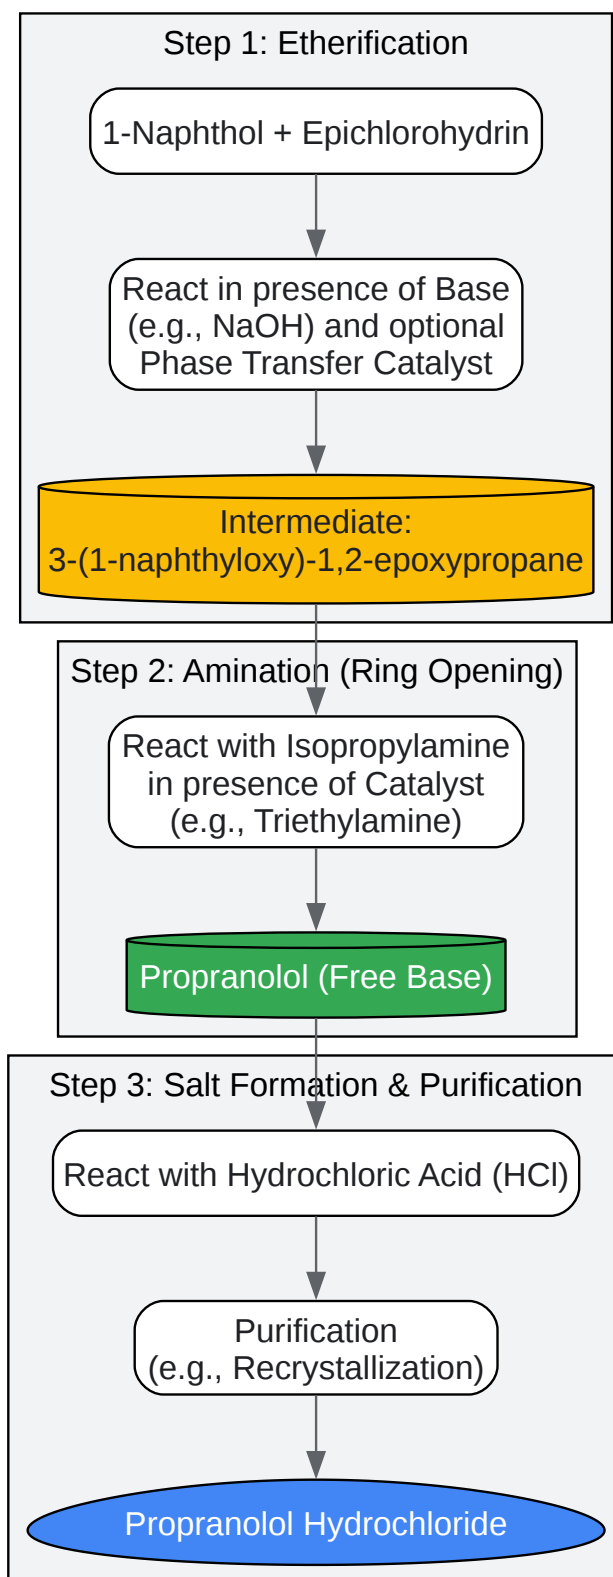 Step 1: Etherification
1-Naphthol + Epichlorohydrin
React in presence of Base
(e.g., NaOH) and optional
Phase Transfer Catalyst
Intermediate:
3-(1-naphthyloxy)-1,2-epoxypropane
Step 2: Amination (Ring Opening)
React with Isopropylamine
in presence of Catalyst
(e.g., Triethylamine)
Propranolol (Free Base)
Step 3: Salt Formation & Purification
React with Hydrochloric Acid (HCl)
Purification
(e.g., Recrystallization)
Propranolol Hydrochloride